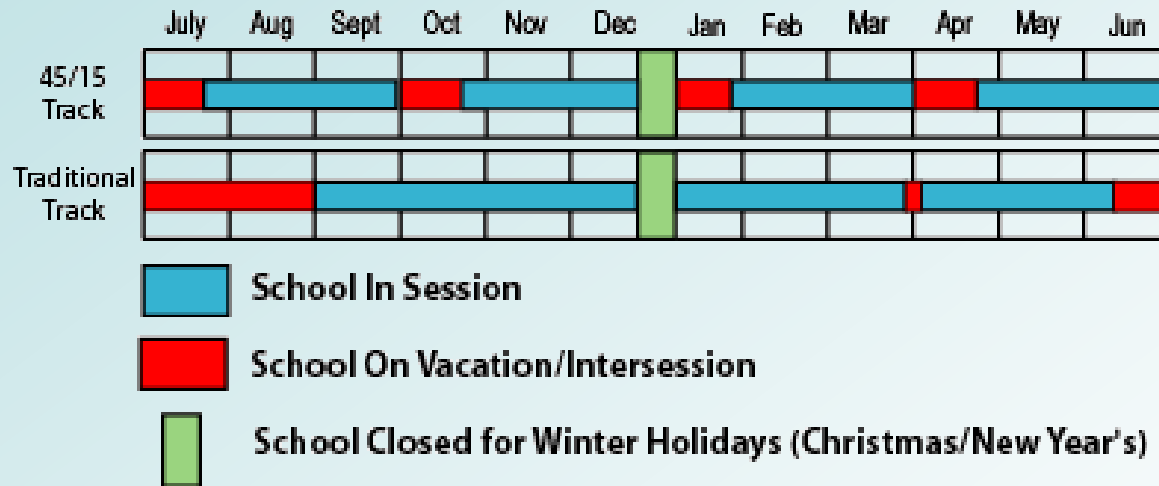 July Aug Sept Oct Nov Dec Jan Feb Mar Apr May Jun
45/15
Track
Traditional
Track
School In Session
School On Vacation/Intersession
School Closed for Winter Holidays (Christmas/New Year's)